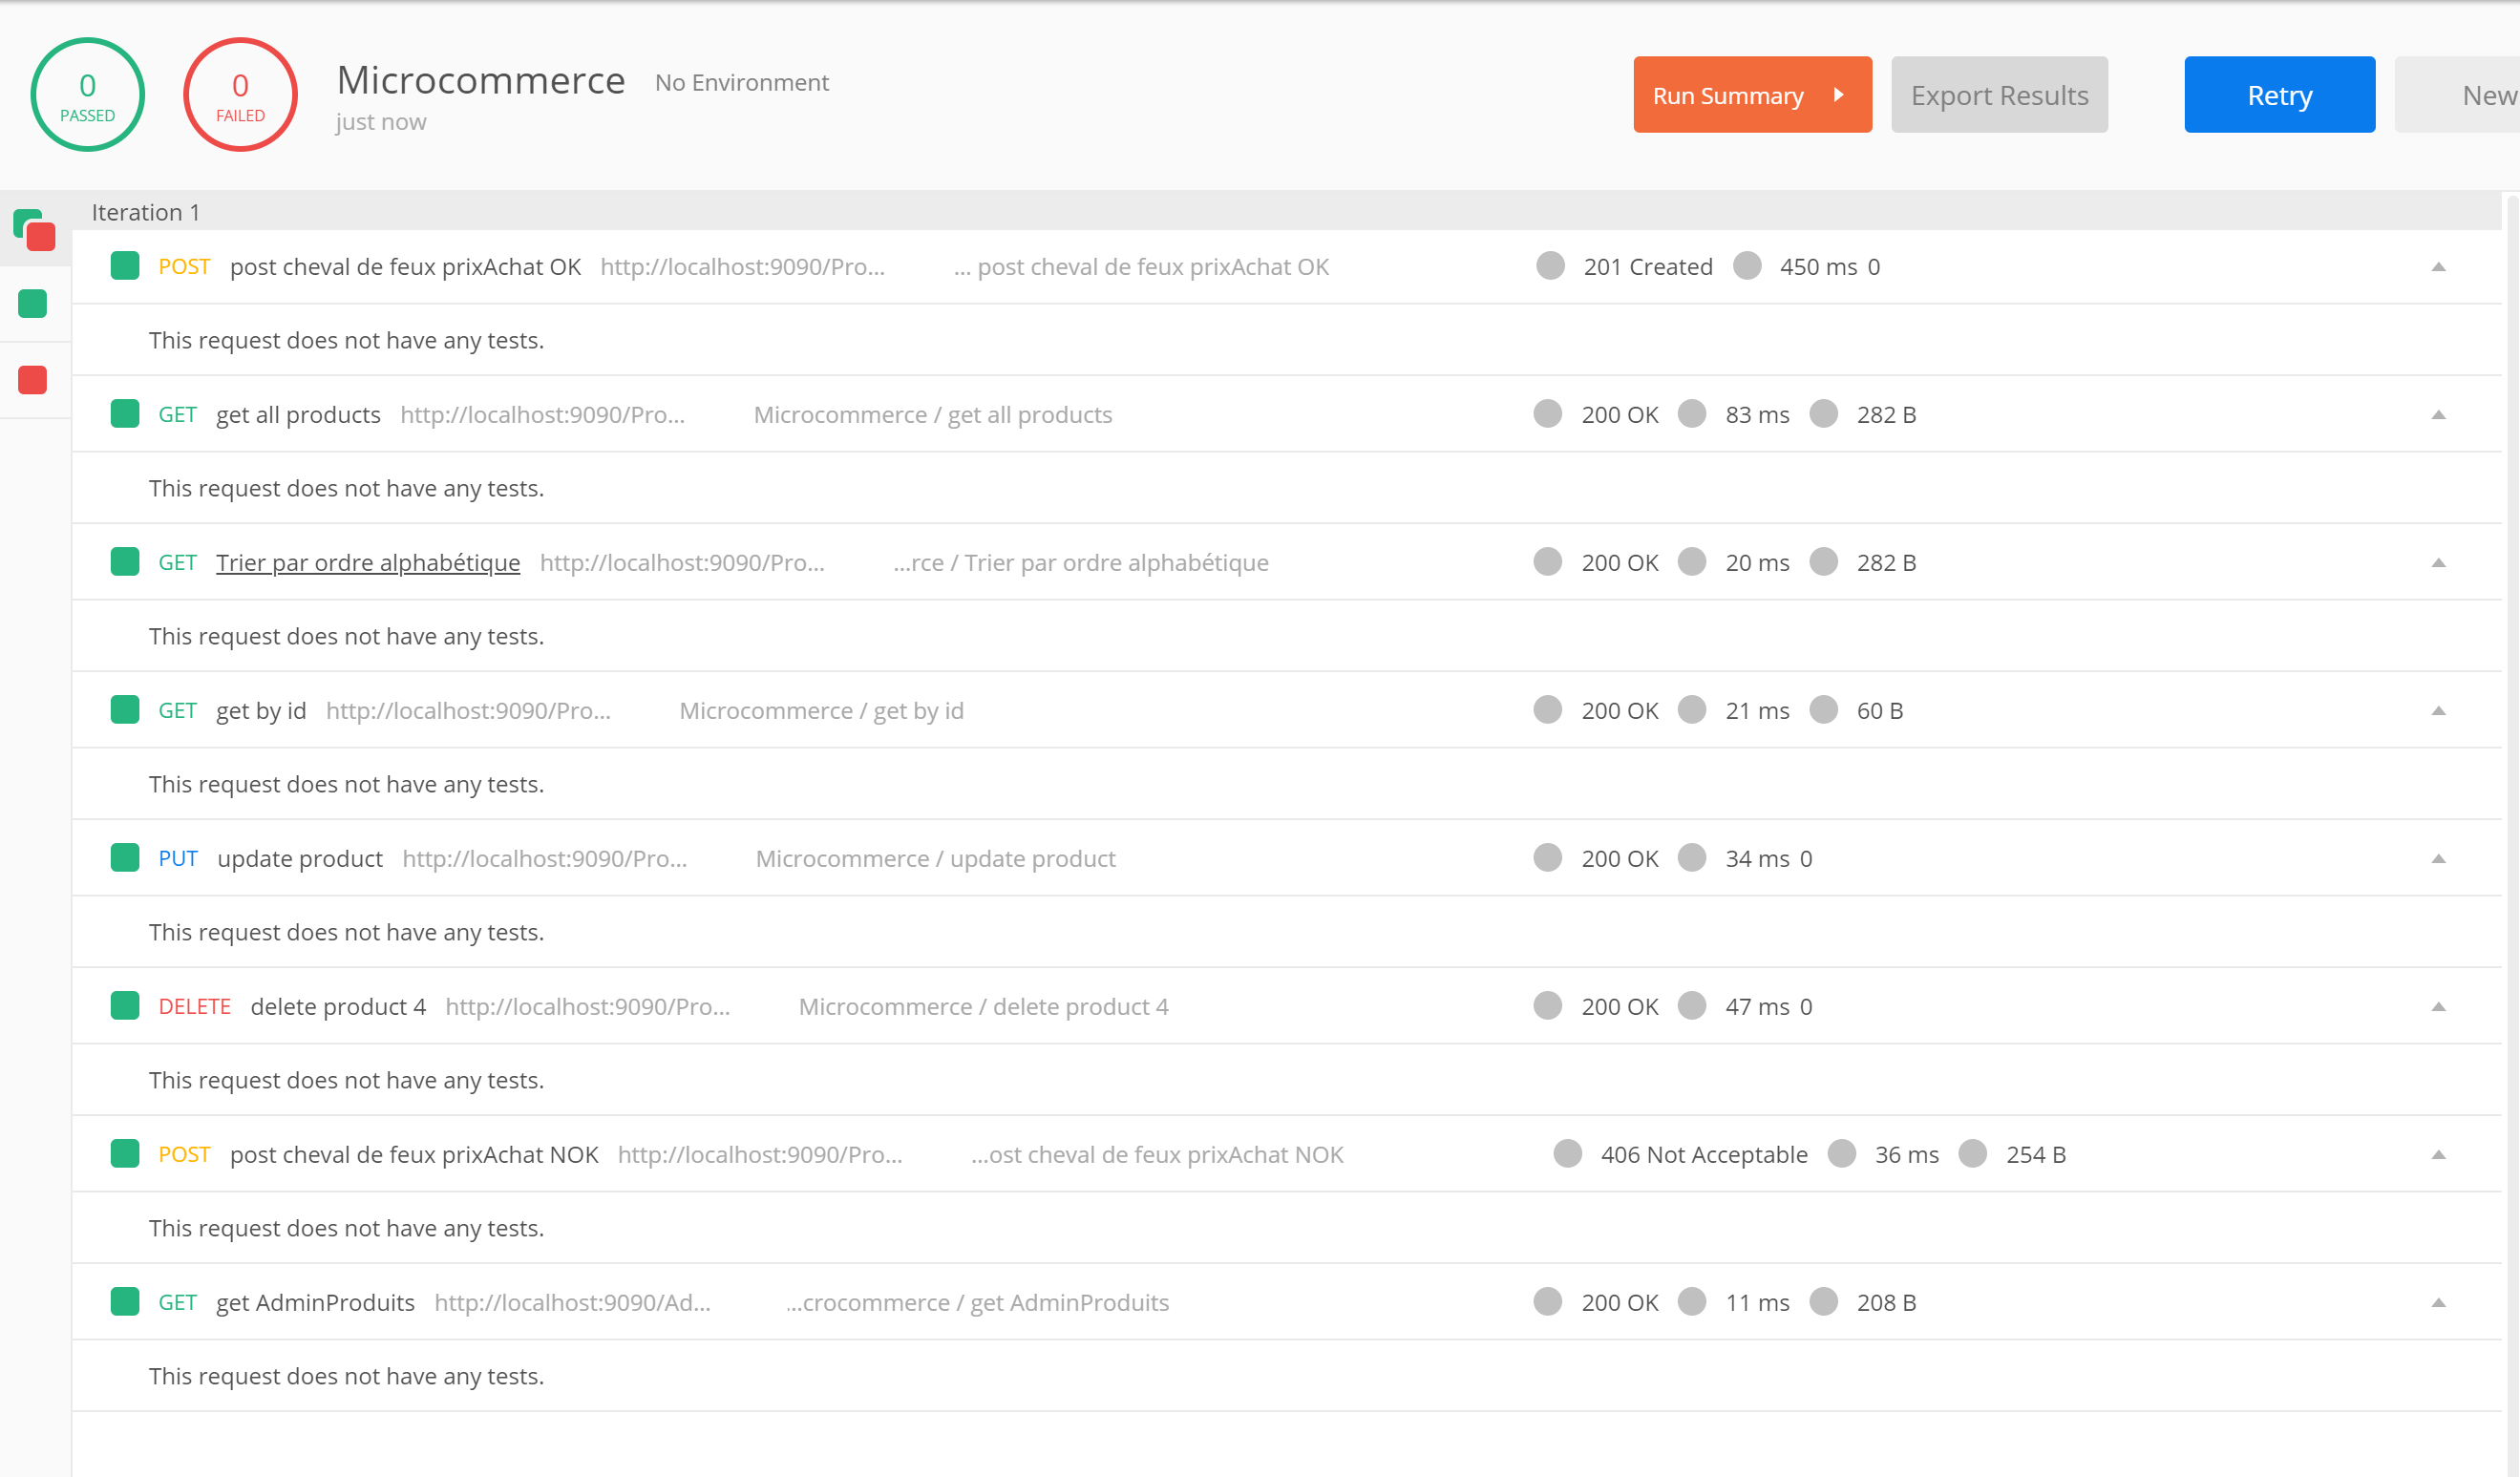 0
PASSED
0
FAILED
Microcommerce No Environment
just now
Run Summary
Export Results
Retry
New
Iteration 1
POST post cheval de feux prixAchat OK http://localhost:9090/Pro... ... post cheval de feux prixAchat OK 201 Created 450 ms 0
This request does not have any tests.
GET get all products http://localhost:9090/Pro... Microcommerce / get all products 200 OK 83 ms 282 B
This request does not have any tests.
GET Trier par ordre alphabétique http://localhost:9090/Pro... ...rce / Trier par ordre alphabétique 200 OK 20 ms 282 B
This request does not have any tests.
GET get by id http://localhost:9090/Pro... Microcommerce / get by id 200 OK 21 ms 60 B
This request does not have any tests.
PUT update product http://localhost:9090/Pro... Microcommerce / update product 200 OK 34 ms 0
This request does not have any tests.
DELETE delete product 4 http://localhost:9090/Pro... Microcommerce / delete product 4 200 OK 47 ms 0
This request does not have any tests.
POST post cheval de feux prixAchat NOK http://localhost:9090/Pro... ...ost cheval de feux prixAchat NOK 406 Not Acceptable 36 ms 254 B
This request does not have any tests.
GET get AdminProduits http://localhost:9090/Ad... ...crocommerce / get AdminProduits 200 OK 11 ms 208 B
This request does not have any tests.